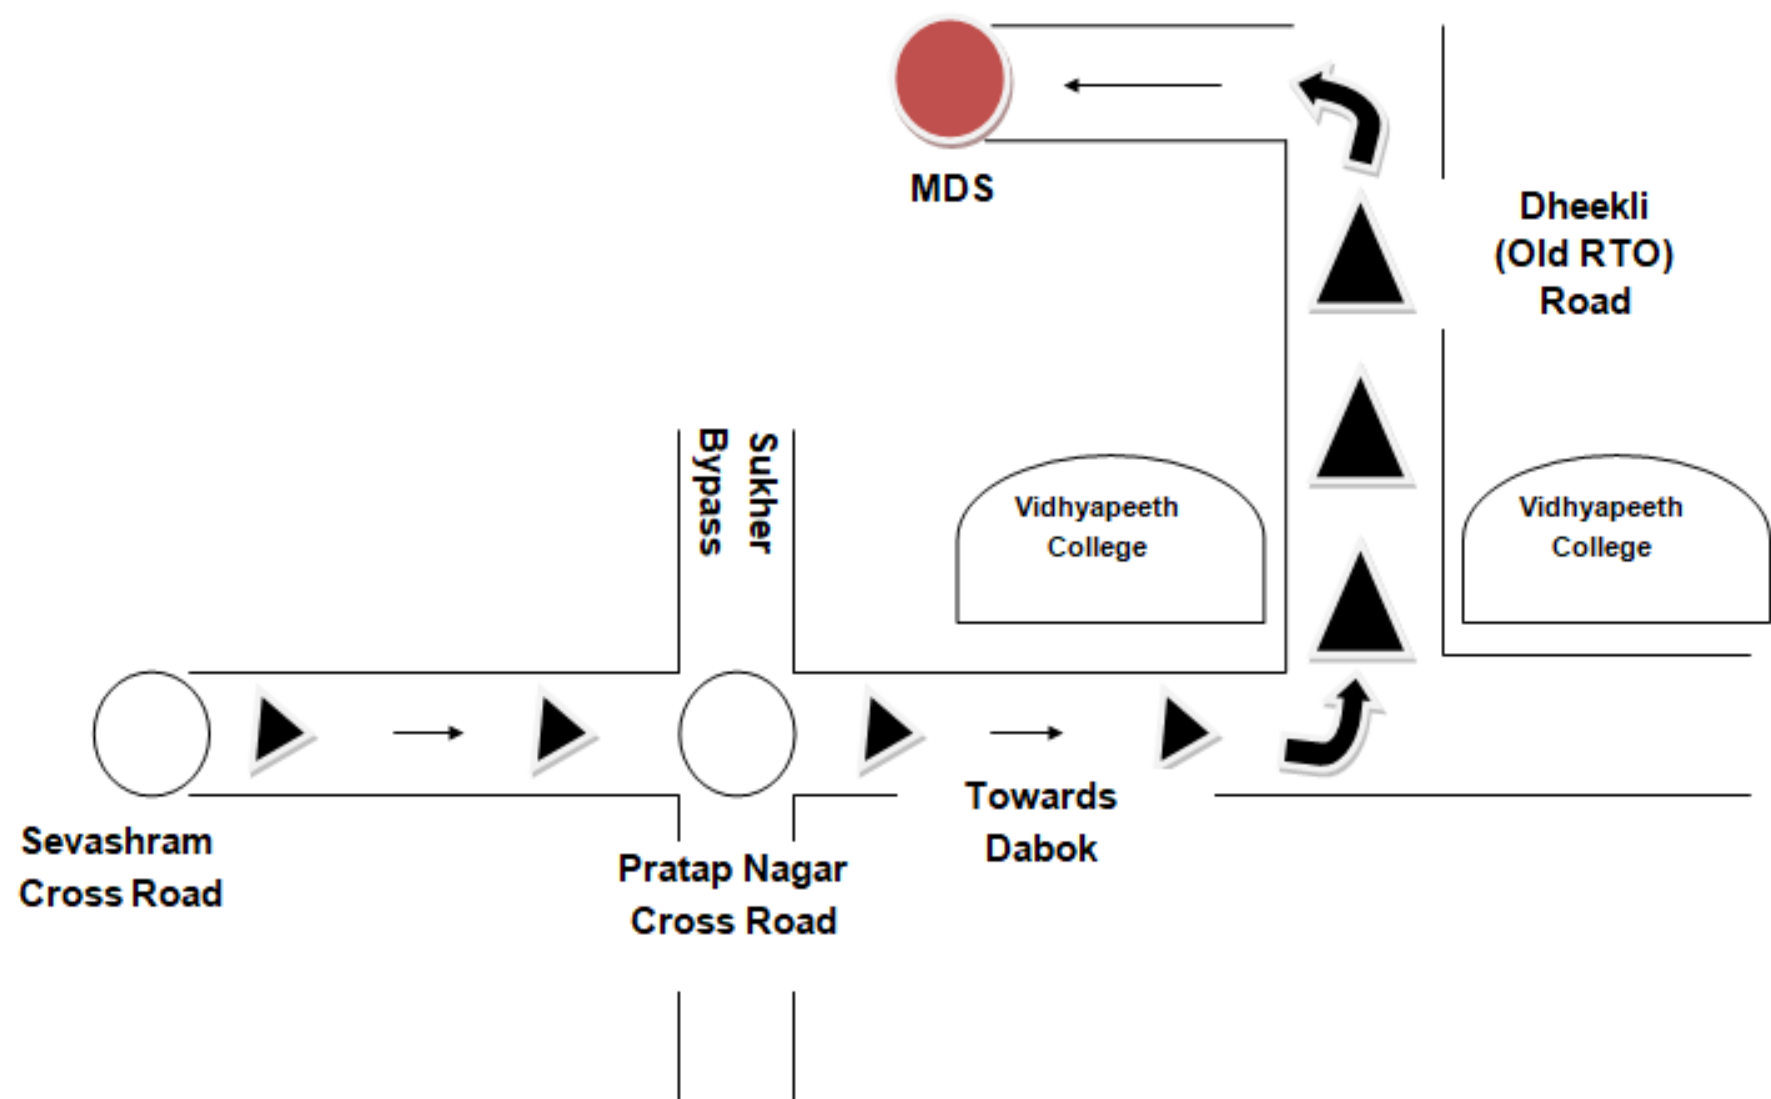 MDS
Dheekli
(Old RTO)
Road
Sukher
Bypass
Vidhyapeeth
College
Vidhyapeeth
College
Sevashram
Cross Road
Pratap Nagar
Cross Road
Towards
Dabok